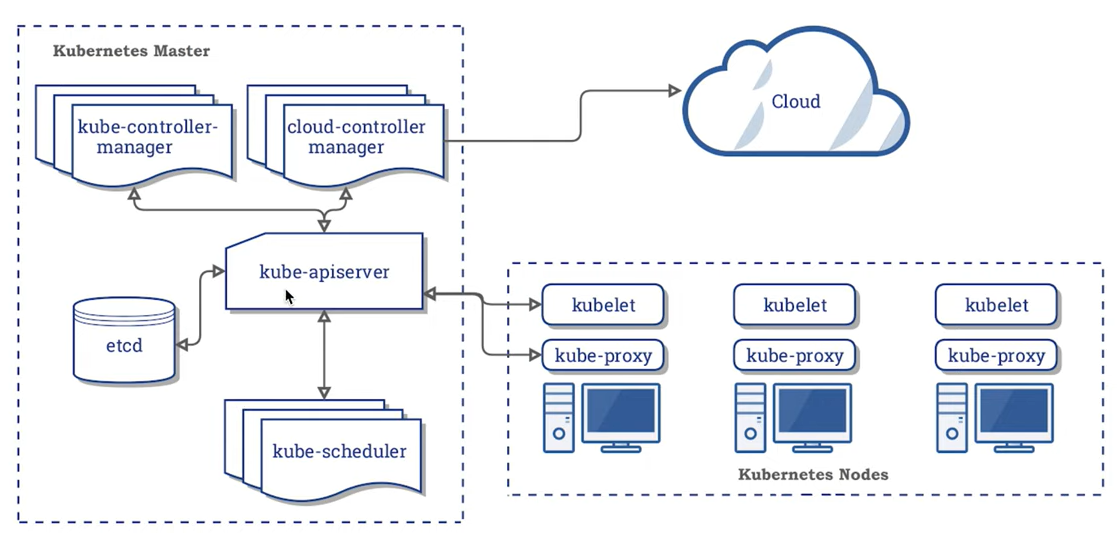 Kubernetes Master
kube-controller-
manager
cloud-controller
manager
Cloud
kube-apiserver
etcd
kube-scheduler
kubelet
kubelet
kubelet
kube-proxy
kube-proxy
kube-proxy
Kubernetes Nodes